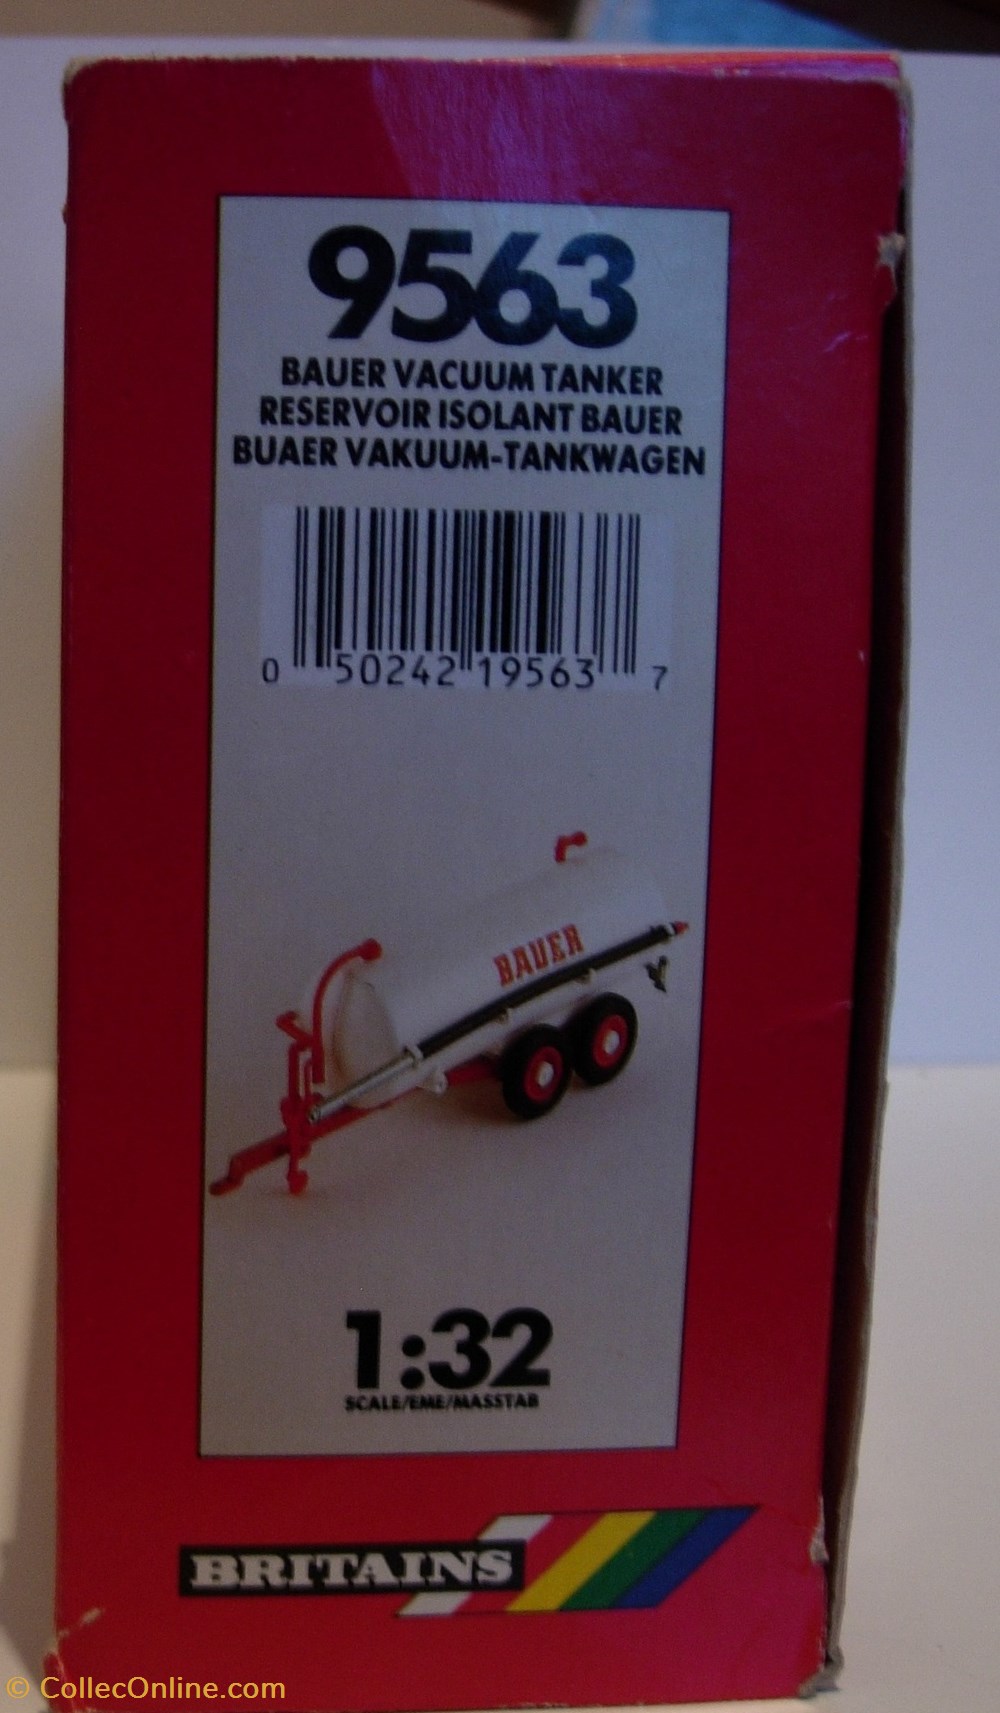 9563
BAUER VACUUM TANKER
RESERVOIR ISOLANT BAUER
BUAER VAKUUM-TANKWAGEN
0 50242 19563 7
BAUER
1:32
SCALE/EME/MASSTAB
BRITAINS
© CollecOnline.com